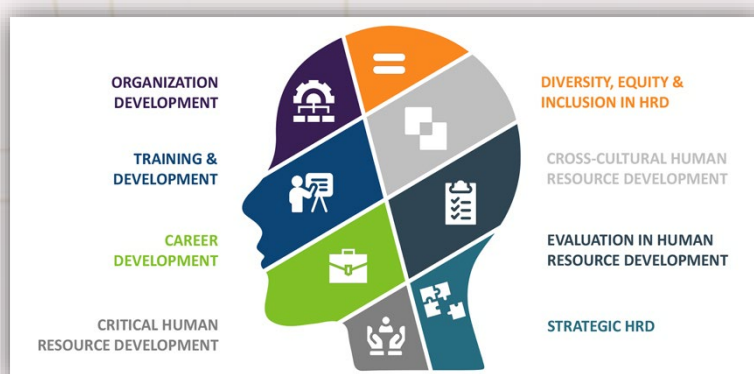 ORGANIZATION
DEVELOPMENT
TRAINING &
DEVELOPMENT
CAREER
DEVELOPMENT
CRITICAL HUMAN
RESOURCE DEVELOPMENT
DIVERSITY, EQUITY &
INCLUSION IN HRD
CROSS-CULTURAL HUMAN
RESOURCE DEVELOPMENT
EVALUATION IN HUMAN
RESOURCE DEVELOPMENT
STRATEGIC HRD